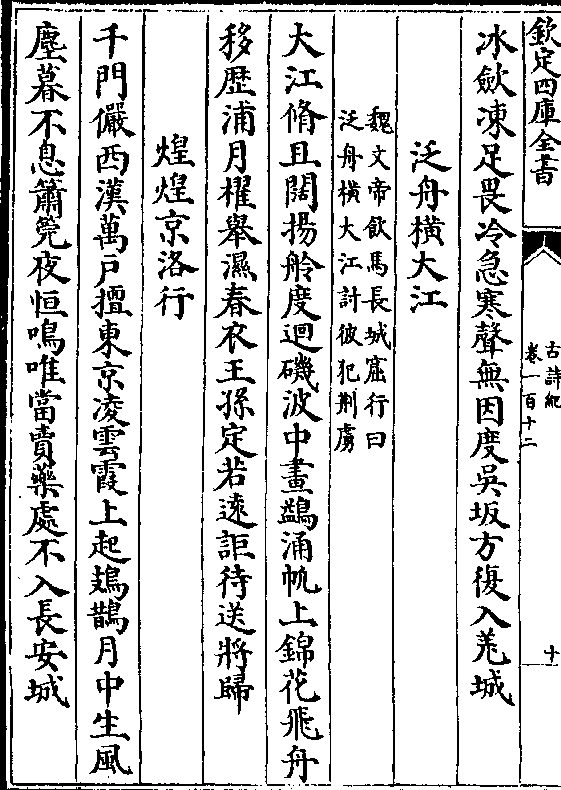 欽定四庫全書
古詩紀
卷一百十二
十
冰斂凍足畏冷急寒聲無因度吳坂方復入羌城
泛舟橫大江
魏文帝飲馬長城窟行曰
泛舟橫大江計彼犯荆虜
大江脩且闊揚舲度迴磯波中畫鷁涌帆上錦花飛舟
移歴浦月櫂舉濕春衣王孫定若遠詎待送將歸
煌煌京洛行
千門儼西漢萬戸擅東京凌雲霞上起鳷鵲月中生風
塵暮不息簫筦夜恒鳴唯當賣藥處不入長安城